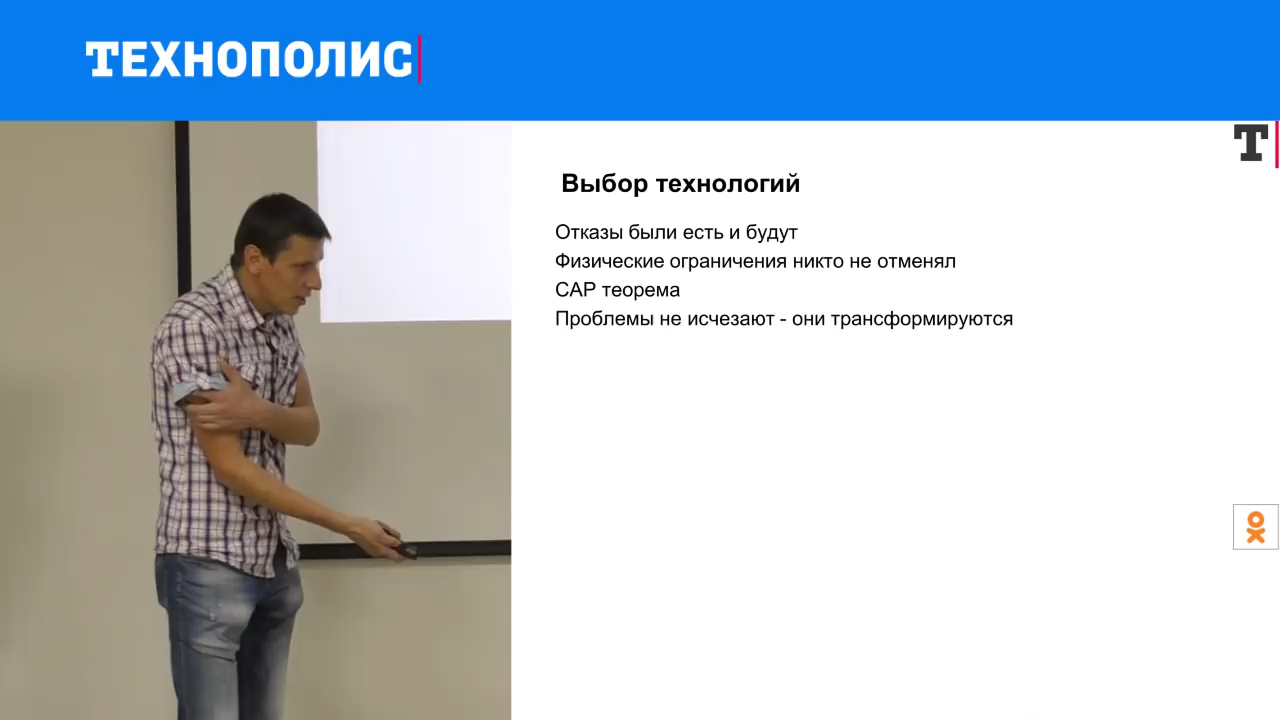 ТЕХНОПОЛИС
Т
Выбор технологий
Отказы были есть и будут
Физические ограничения никто не отменял
CAP теорема
Проблемы не исчезают - они трансформируются